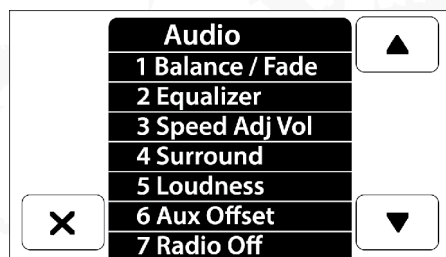 Audio
1 Balance / Fade
2 Equalizer
3 Speed Adj Vol
4 Surround
5 Loudness
6 Aux Offset
7 Radio Off